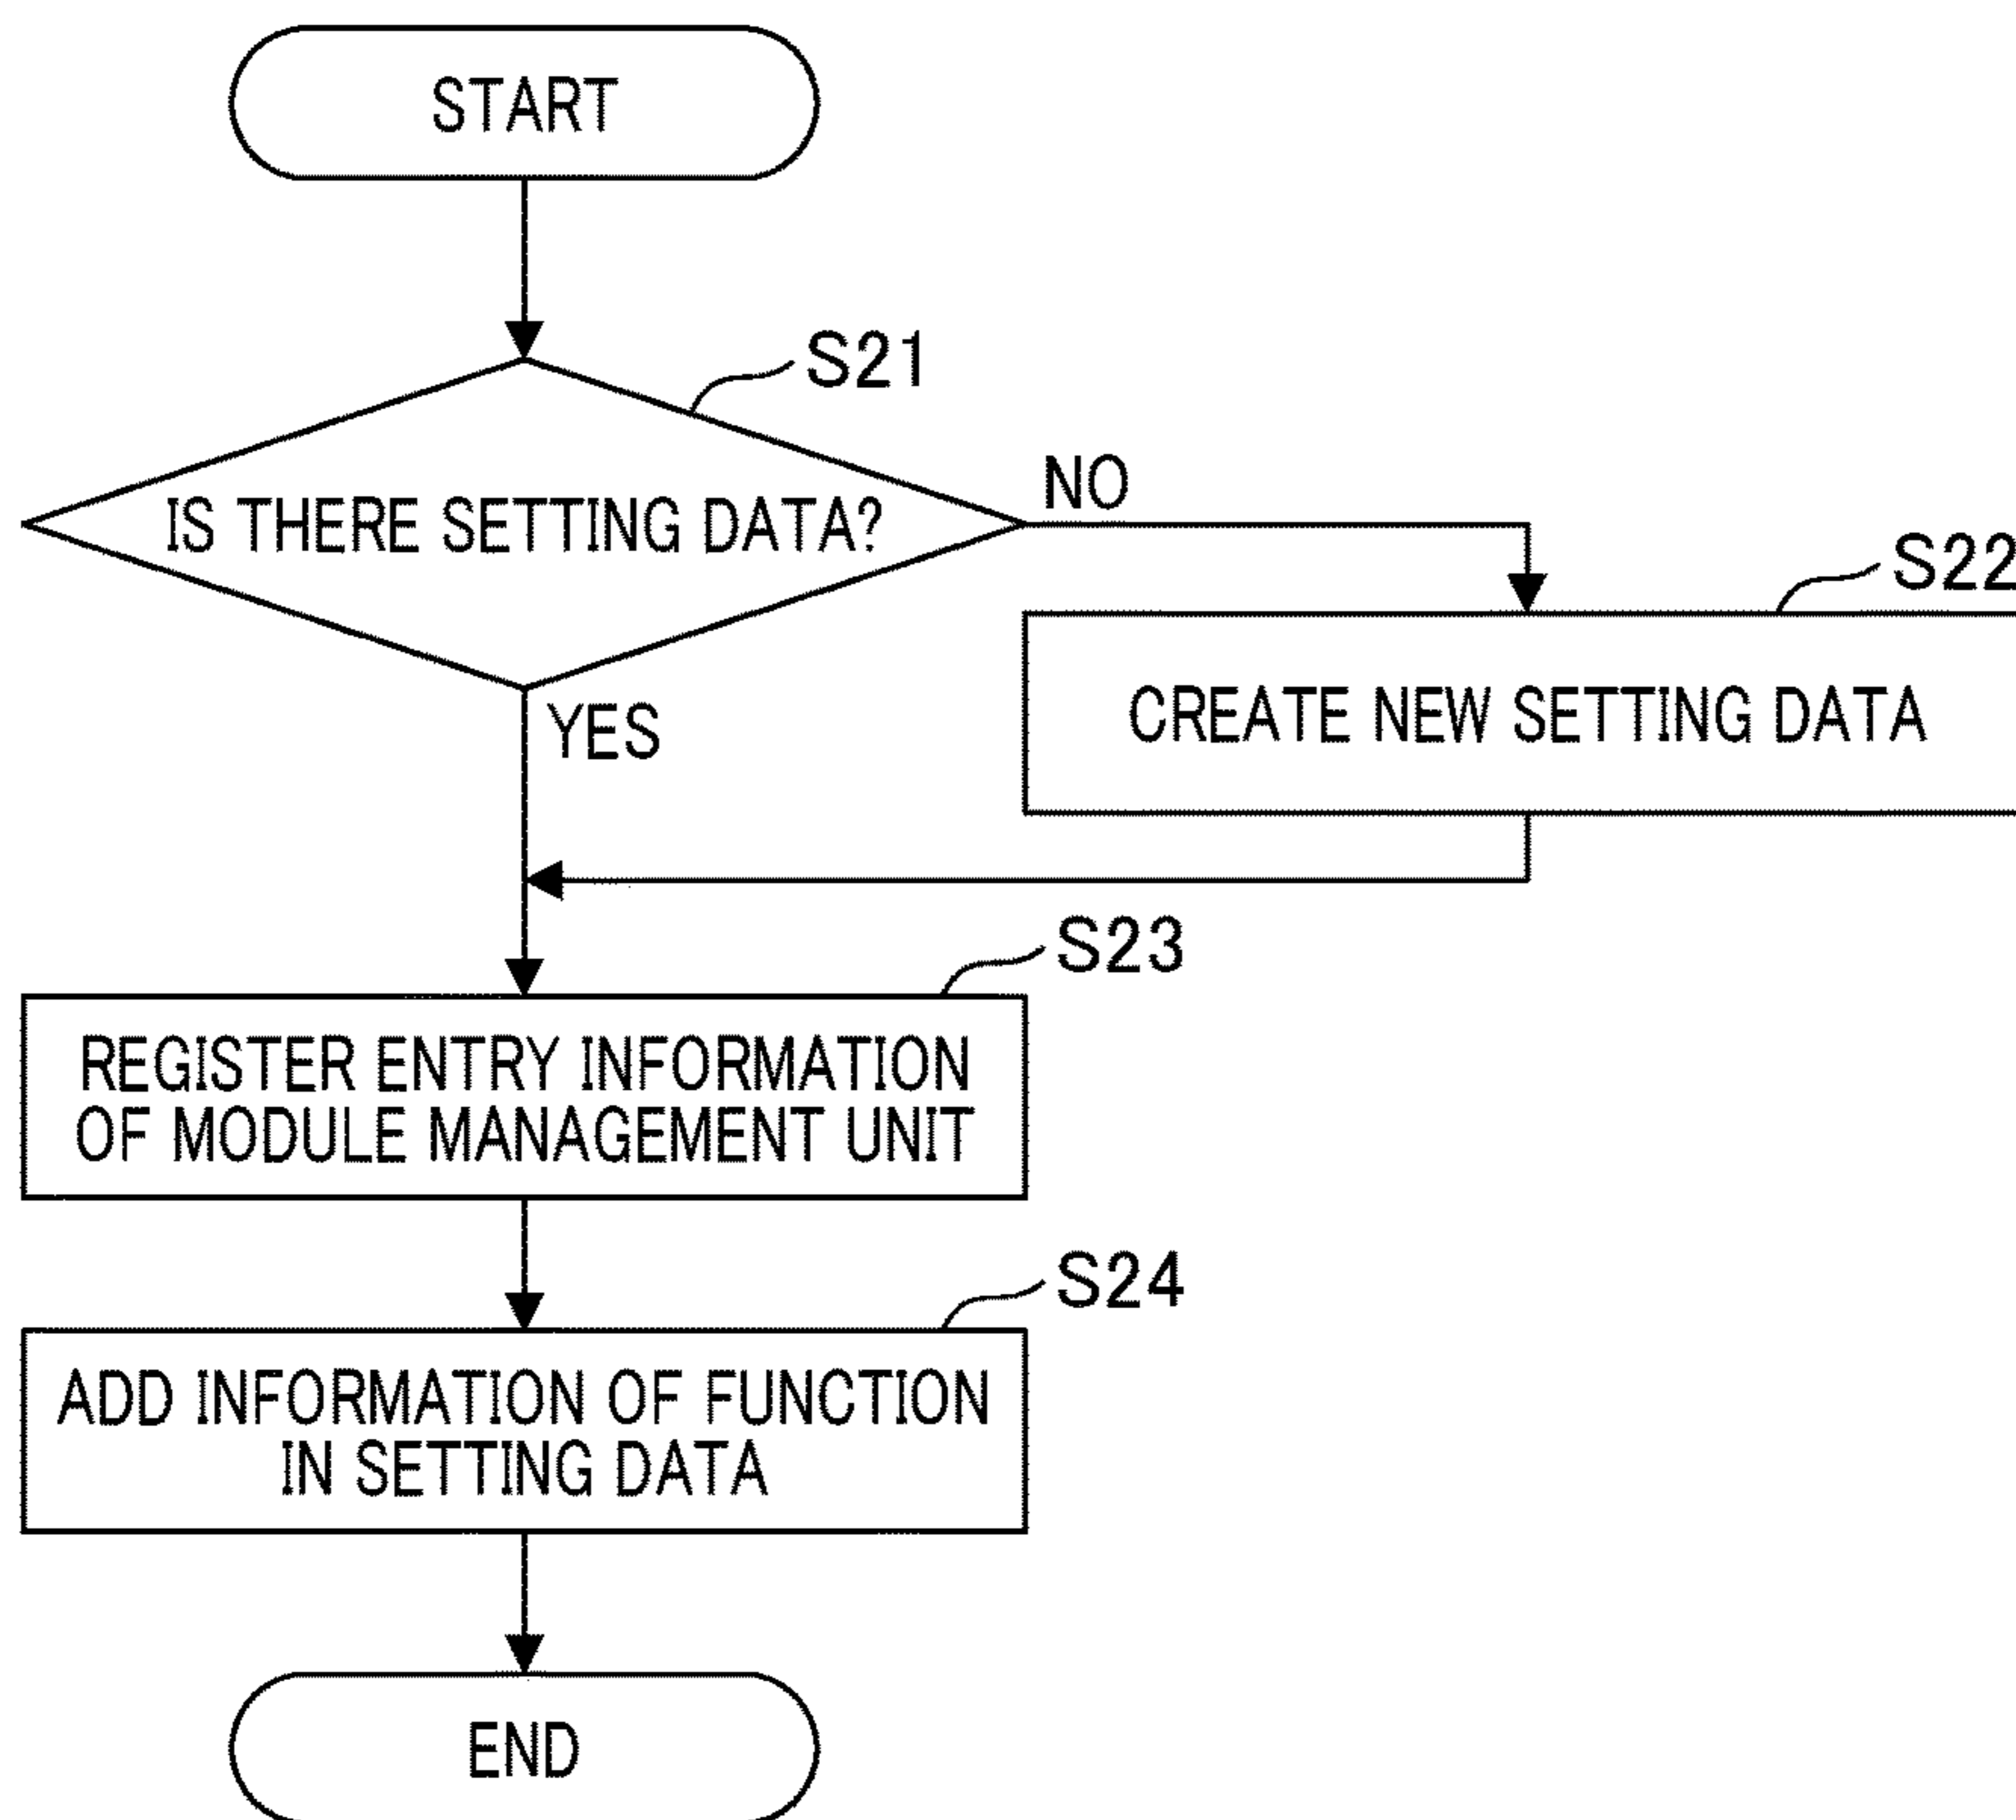 START
S21
IS THERE SETTING DATA?
NO
S22
CREATE NEW SETTING DATA
YES
S23
REGISTER ENTRY INFORMATION
OF MODULE MANAGEMENT UNIT
S24
ADD INFORMATION OF FUNCTION
IN SETTING DATA
END